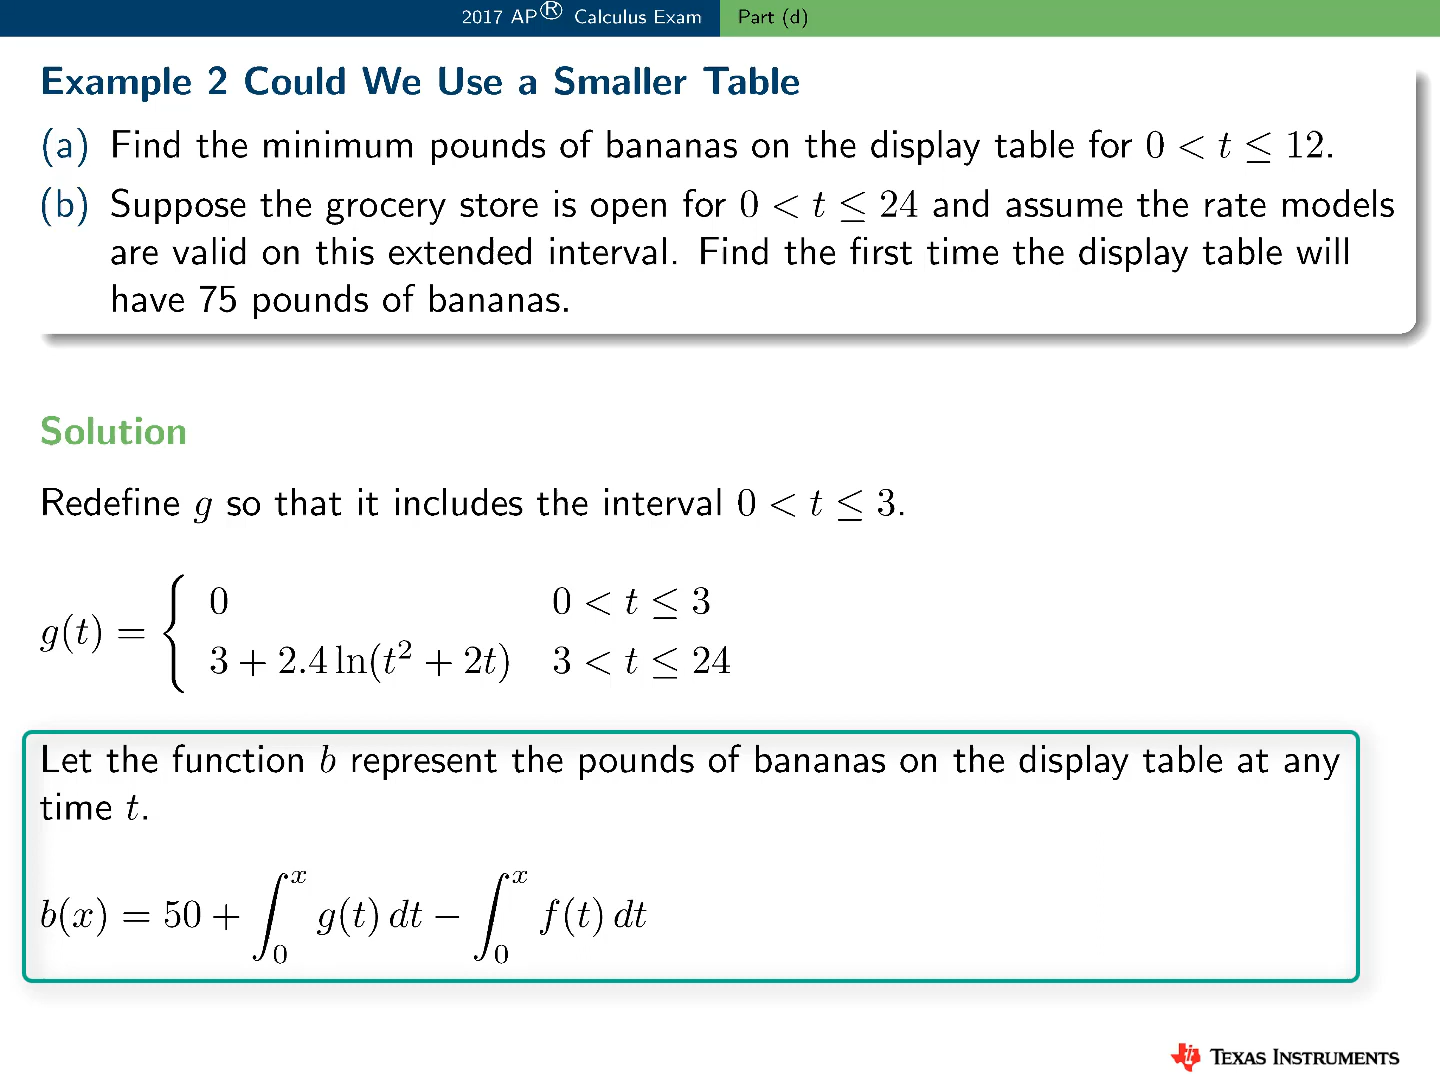 2017 AP® Calculus Exam Part (d)
Example 2 Could We Use a Smaller Table
(a) Find the minimum pounds of bananas on the display table for 0 < t ≤ 12.
(b) Suppose the grocery store is open for 0 < t ≤ 24 and assume the rate models
are valid on this extended interval. Find the first time the display table will
have 75 pounds of bananas.
Solution
Redefine g so that it includes the interval 0 < t ≤ 3.
g(t) = { 0 0 < t ≤ 3
3 + 2.4 ln(t² + 2t) 3 < t ≤ 24
Let the function b represent the pounds of bananas on the display table at any
time t.
b(x) = 50 + ∫₀ˣ g(t) dt − ∫₀ˣ f(t) dt
TEXAS INSTRUMENTS